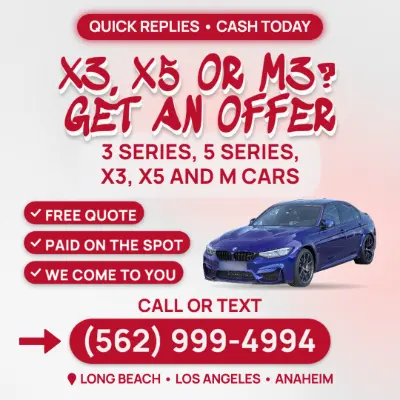 QUICK REPLIES • CASH TODAY
X3, X5 OR M3?
GET AN OFFER
3 SERIES, 5 SERIES,
X3, X5 AND M CARS
FREE QUOTE
PAID ON THE SPOT
WE COME TO YOU
CALL OR TEXT
(562) 999-4994
LONG BEACH • LOS ANGELES • ANAHEIM